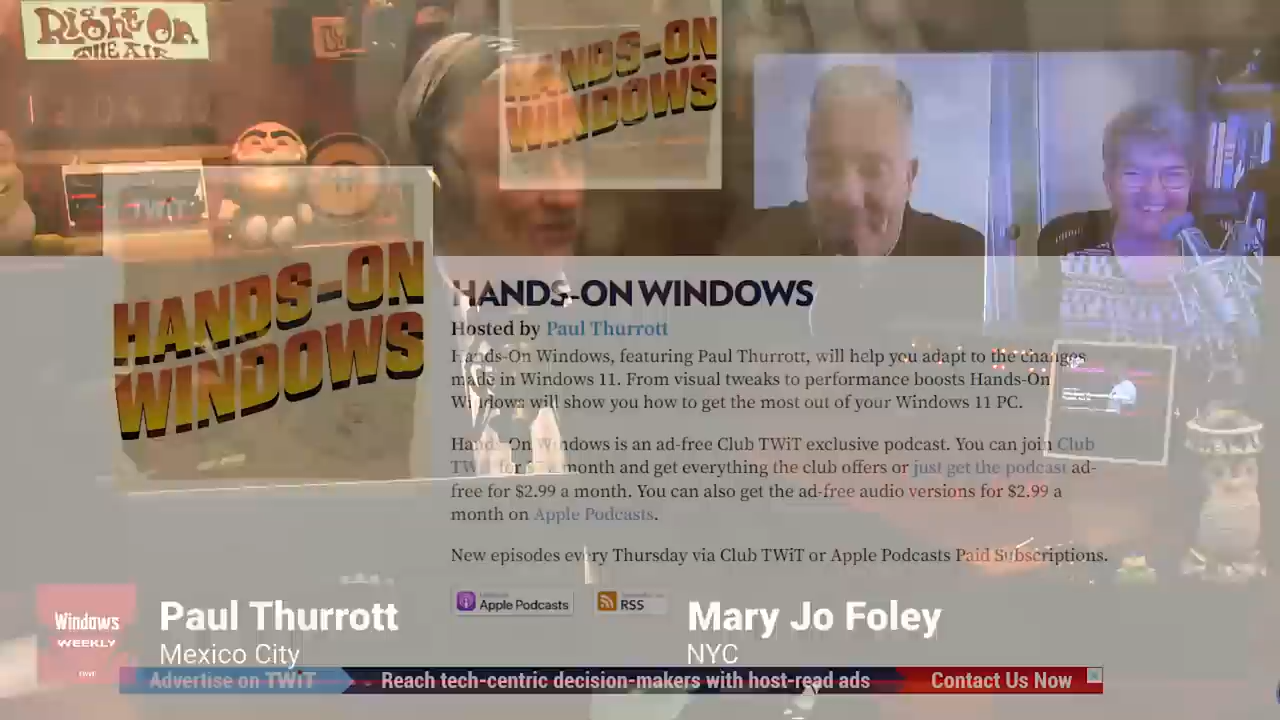 Right On
THE AIR
HANDS-ON
WINDOWS
TWiT
HANDS-ON
WINDOWS
HANDS-ON WINDOWS
Hosted by Paul Thurrott
Hands-On Windows, featuring Paul Thurrott, will help you adapt to the changes
made in Windows 11. From visual tweaks to performance boosts Hands-On
Windows will show you how to get the most out of your Windows 11 PC.
Hands-On Windows is an ad-free Club TWiT exclusive podcast. You can join Club
TWiT for month and get everything the club offers or just get the podcast ad-
free for $2.99 a month. You can also get the ad-free audio versions for $2.99 a
month on Apple Podcasts.
New episodes every Thursday via Club TWiT or Apple Podcasts Paid Subscriptions.
Apple Podcasts
RSS
Windows
WEEKLY
TWiT
Paul Thurrott
Mexico City
Mary Jo Foley
NYC
Advertise on TWiT
Reach tech-centric decision-makers with host-read ads
Contact Us Now